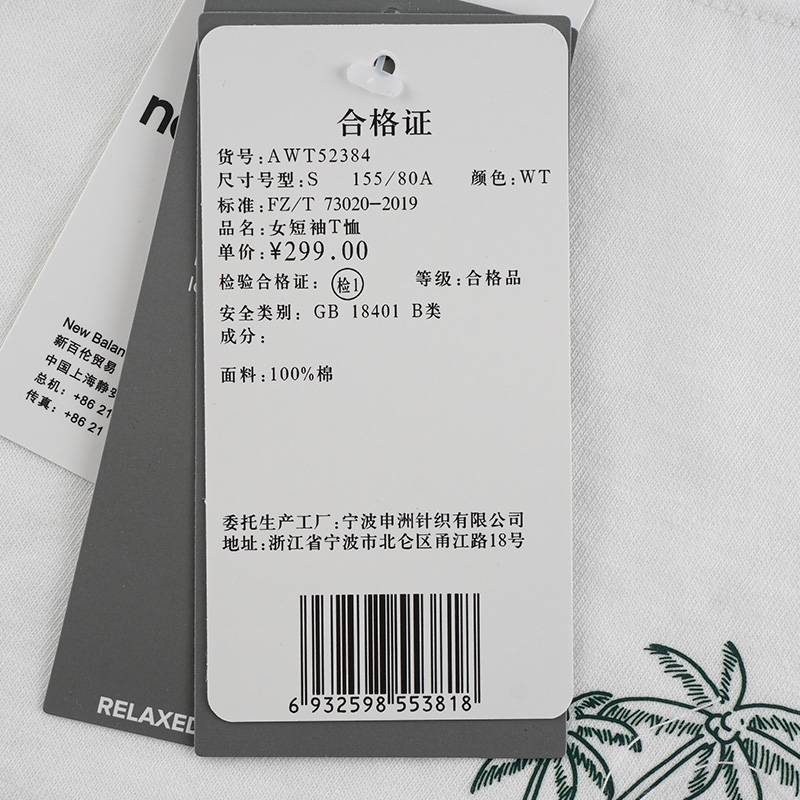 合格证
货号:AWT52384
尺寸号型:S 155/80A 颜色:WT
标准:FZ/T 73020-2019
品名:女短袖T恤
单价:¥299.00
检验合格证: 检1 等级:合格品
安全类别: GB 18401 B类
成分:
面料:100%棉
委托生产工厂:宁波申洲针织有限公司
地址:浙江省宁波市北仑区甬江路18号
6 932598 553818
New Balan
新百伦贸易
中国上海静安
总机: +86 21
传真: +86 21
RELAXED